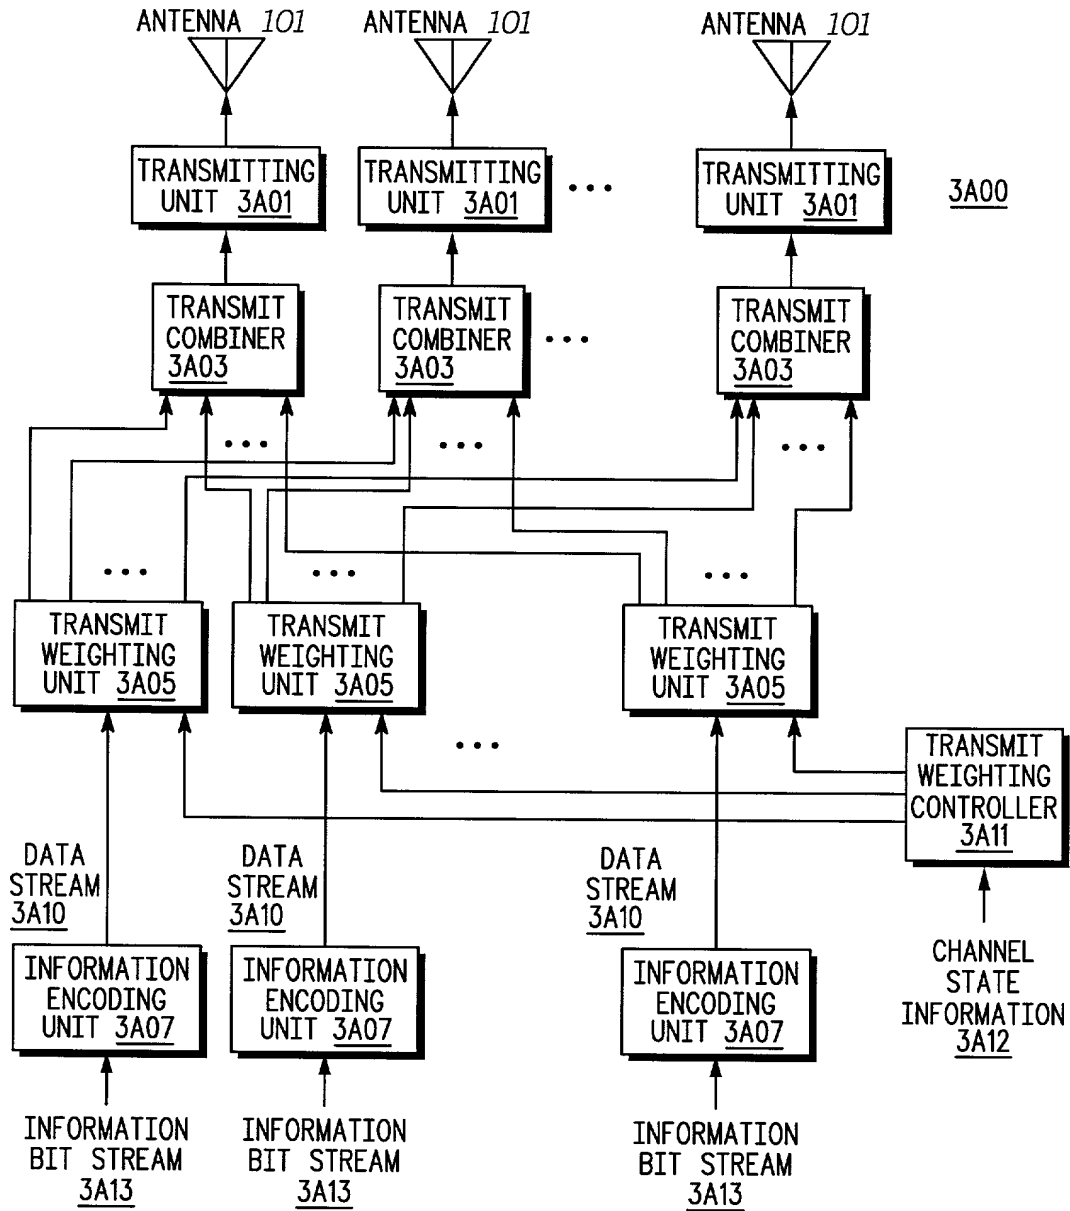 ANTENNA 101 ANTENNA 101 ANTENNA 101
TRANSMITTING
UNIT 3A01
TRANSMITTING
UNIT 3A01
...
TRANSMITTING
UNIT 3A01
3A00
TRANSMIT
COMBINER
3A03
TRANSMIT
COMBINER
3A03
...
TRANSMIT
COMBINER
3A03
... ... ...
... ... ...
TRANSMIT
WEIGHTING
UNIT 3A05
TRANSMIT
WEIGHTING
UNIT 3A05
TRANSMIT
WEIGHTING
UNIT 3A05
...
TRANSMIT
WEIGHTING
CONTROLLER
3A11
DATA
STREAM
3A10
DATA
STREAM
3A10
DATA
STREAM
3A10
INFORMATION
ENCODING
UNIT 3A07
INFORMATION
ENCODING
UNIT 3A07
INFORMATION
ENCODING
UNIT 3A07
CHANNEL
STATE
INFORMATION
3A12
INFORMATION
BIT STREAM
3A13
INFORMATION
BIT STREAM
3A13
INFORMATION
BIT STREAM
3A13